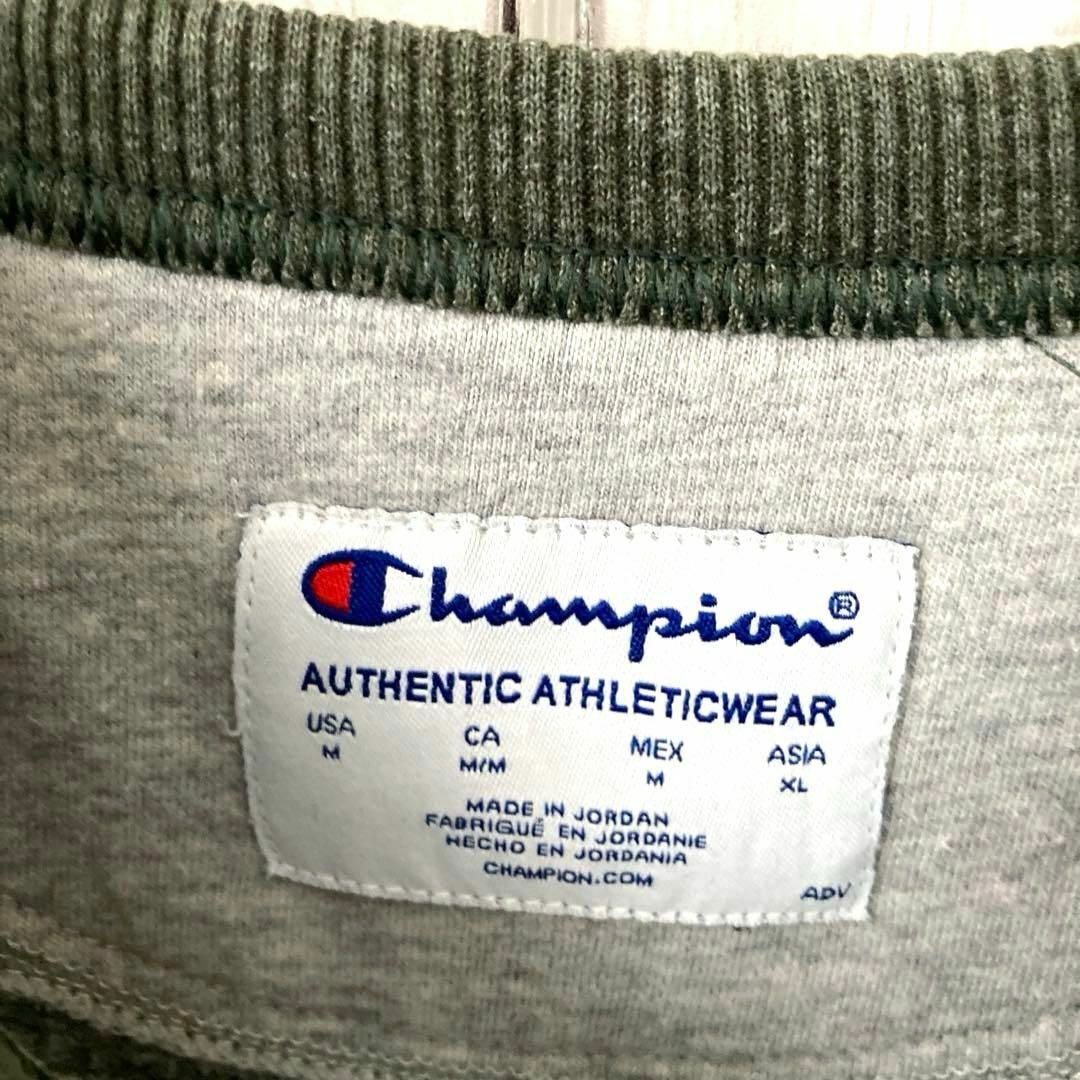 Champion®
AUTHENTIC ATHLETICWEAR
USA CA MEX ASIA
M M/M M XL
MADE IN JORDAN
FABRIQUÉ EN JORDANIE
HECHO EN JORDANIA
CHAMPION.COM
ADV